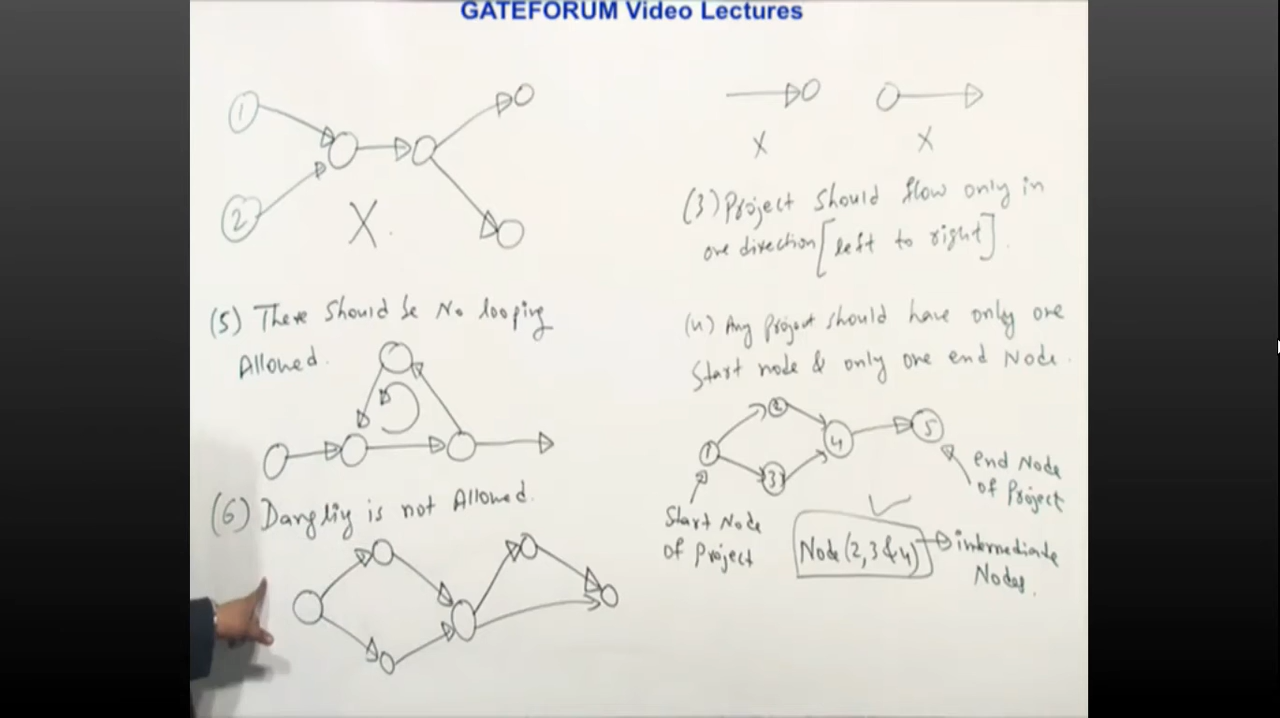 GATEFORUM Video Lectures
1
2
X
(5) There Should be No looping
Allowed.
(6) Dangliy is not Allowed.
X X
(3) Project Should flow only in
one direction [left to right].
(4) Any project should have only one
Start node & only one end Node.
1
2
3
4
5
end Node
of Project
Start Node
of Project
Node (2, 3 & 4)
intermediate
Nodes.